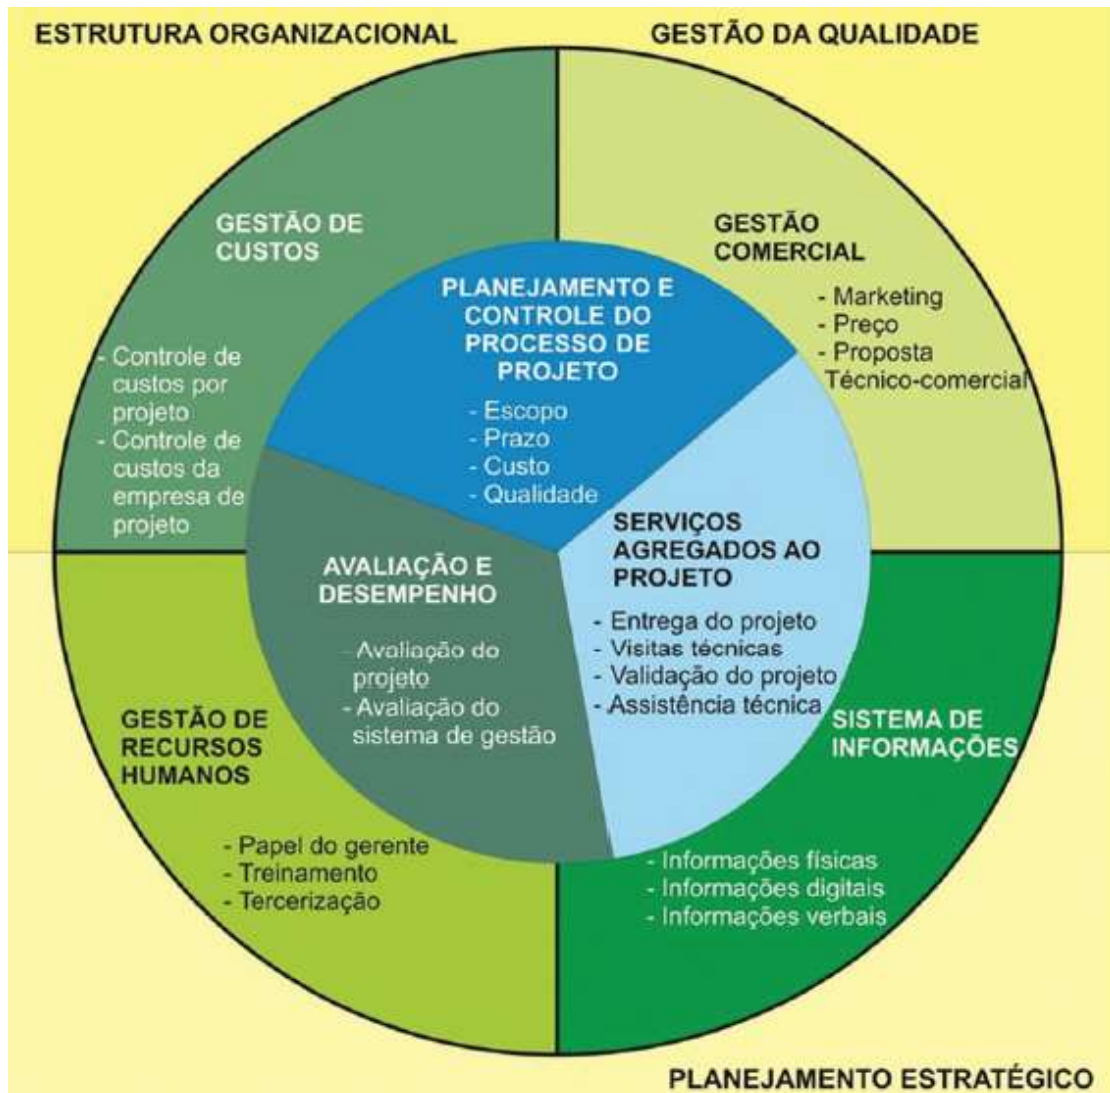 ESTRUTURA ORGANIZACIONAL
GESTÃO DA QUALIDADE
GESTÃO DE
CUSTOS
- Controle de
custos por
projeto
- Controle de
custos da
empresa de
projeto
GESTÃO
COMERCIAL
- Marketing
- Preço
- Proposta
Técnico-comercial
PLANEJAMENTO E
CONTROLE DO
PROCESSO DE
PROJETO
- Escopo
- Prazo
- Custo
- Qualidade
AVALIAÇÃO E
DESEMPENHO
- Avaliação do
projeto
- Avaliação do
sistema de gestão
SERVIÇOS
AGREGADOS AO
PROJETO
- Entrega do projeto
- Visitas técnicas
- Validação do projeto
- Assistência técnica
GESTÃO DE
RECURSOS
HUMANOS
- Papel do gerente
- Treinamento
- Tercerização
SISTEMA DE
INFORMAÇÕES
- Informações físicas
- Informações digitais
- Informações verbais
PLANEJAMENTO ESTRATÉGICO